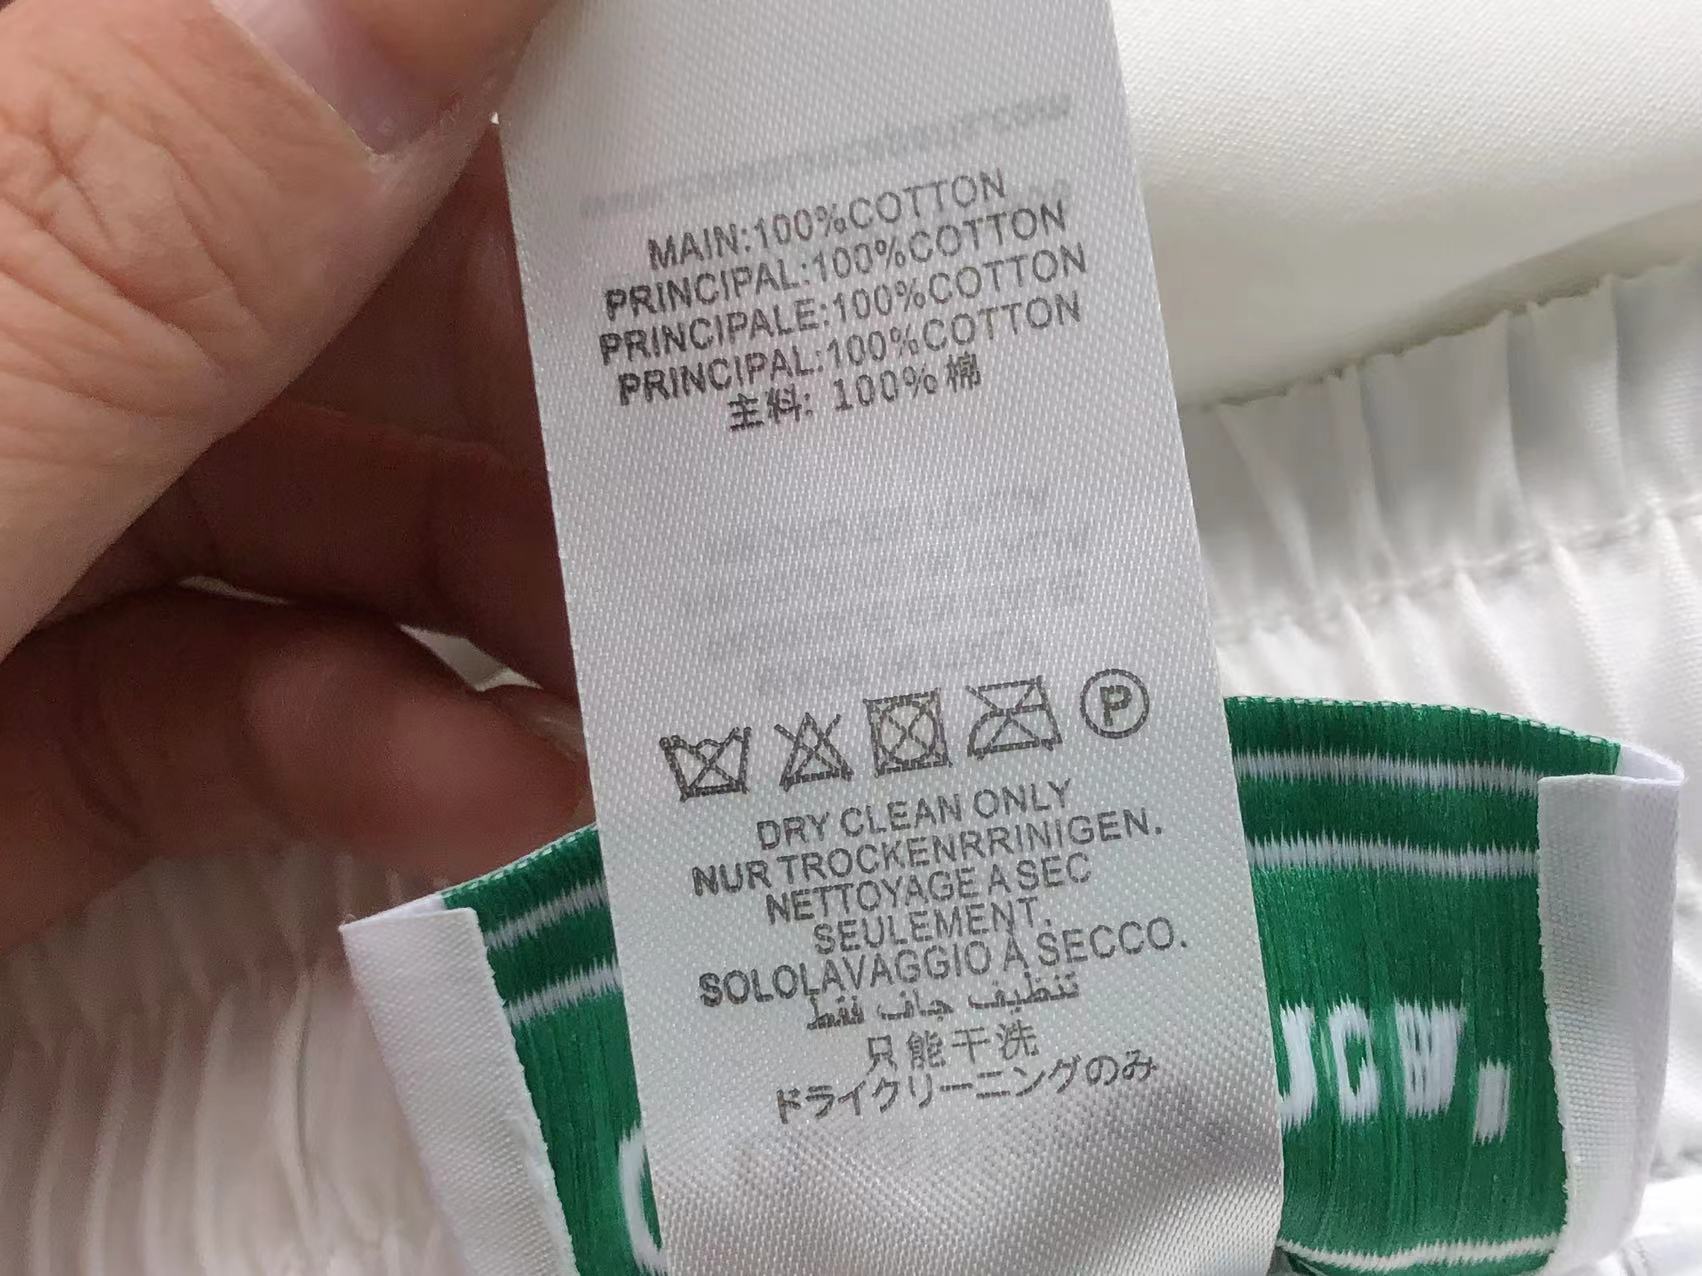 MAIN:100%COTTON
PRINCIPAL:100%COTTON
PRINCIPALE:100%COTTON
PRINCIPAL:100%COTTON
主料: 100%棉
P
DRY CLEAN ONLY
NUR TROCKENRRINIGEN.
NETTOYAGE A SEC
SEULEMENT.
SOLOLAVAGGIO A SECCO.
تنظيف جاف فقط
只能干洗
ドライクリーニングのみ